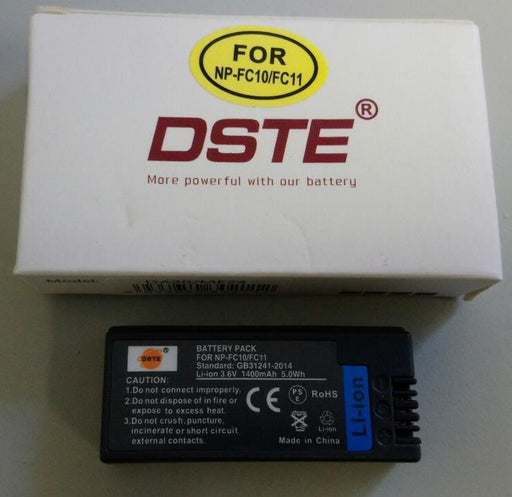 FOR
NP-FC10/FC11
DSTE®
More powerful with our battery
Model:
DSTE
BATTERY PACK
FOR NP-FC10/FC11
Standard: GB31241-2014
Li-ion 3.6V 1400mAh 5.0Wh
CAUTION:
1.Do not connect improperly.
2.Do not dispose of in fire or
expose to excess heat.
3.Do not crush, puncture,
incinerate or short circuit
external contacts.
CE
PS
E
RoHS
Li-ion
Made in China
Li-ion